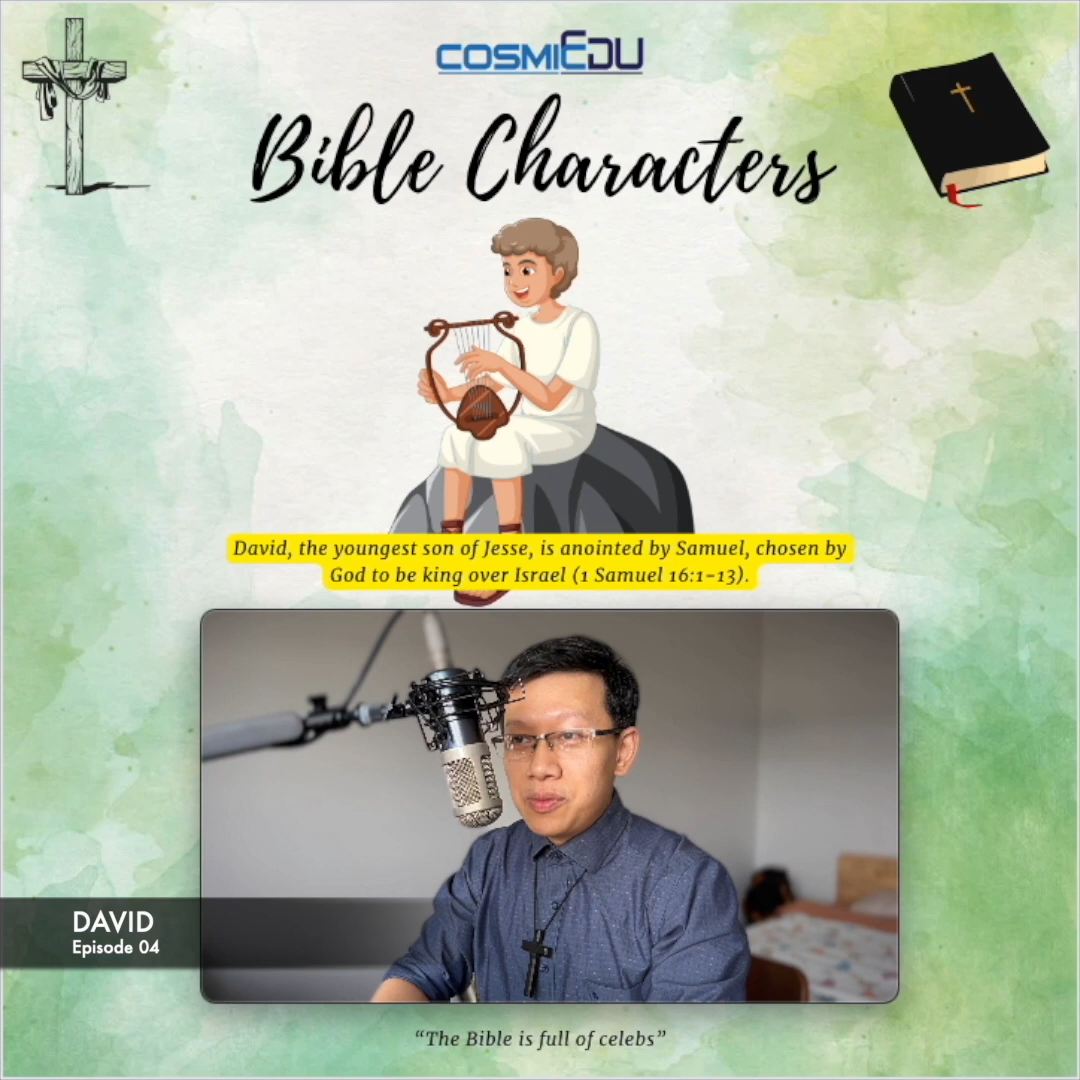 COSMIEDU
Bible Characters
David, the youngest son of Jesse, is anointed by Samuel, chosen by
God to be king over Israel (1 Samuel 16:1-13).
DAVID
Episode 04
“The Bible is full of celebs”